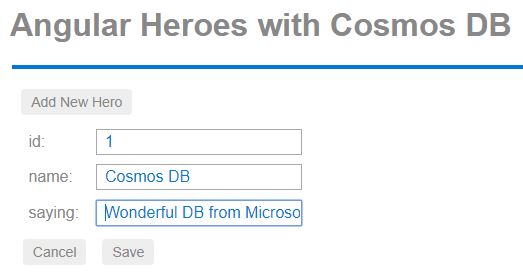 Angular Heroes with Cosmos DB
Add New Hero
id: 1
name: Cosmos DB
saying: Wonderful DB from Microso
Cancel Save